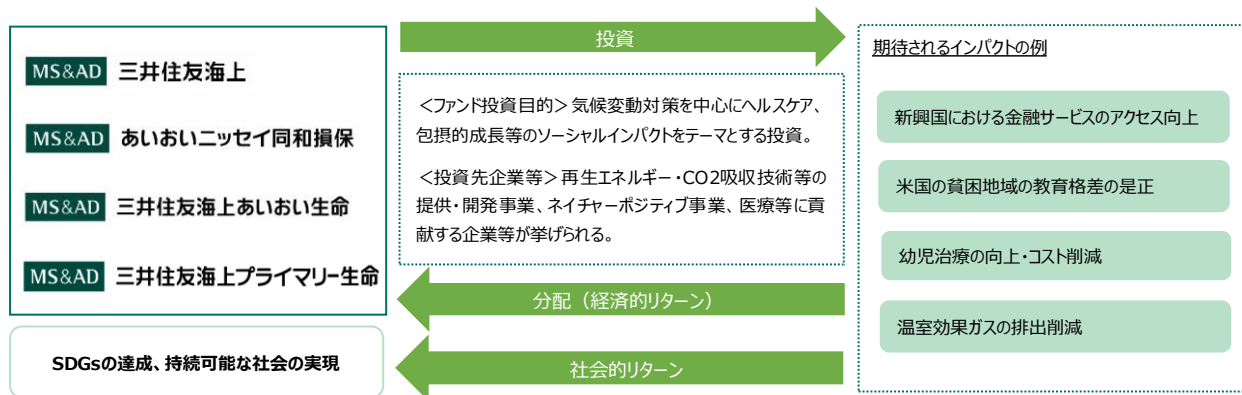 MS&AD 三井住友海上
MS&AD あいおいニッセイ同和損保
MS&AD 三井住友海上あいおい生命
MS&AD 三井住友海上プライマリー生命
SDGsの達成、持続可能な社会の実現
投資
＜ファンド投資目的＞気候変動対策を中心にヘルスケア、
包摂的成長等のソーシャルインパクトをテーマとする投資。
＜投資先企業等＞再生エネルギー・CO2吸収技術等の
提供・開発事業、ネイチャーポジティブ事業、医療等に貢
献する企業等が挙げられる。
分配（経済的リターン）
社会的リターン
期待されるインパクトの例
新興国における金融サービスのアクセス向上
米国の貧困地域の教育格差の是正
幼児治療の向上・コスト削減
温室効果ガスの排出削減